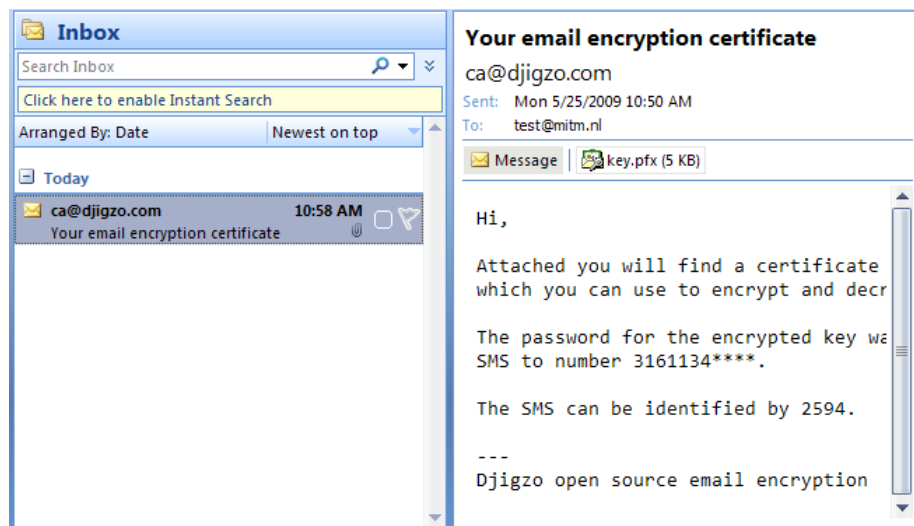 Inbox
Search Inbox
Click here to enable Instant Search
Arranged By: Date Newest on top
Today
ca@djigzo.com 10:58 AM
Your email encryption certificate
Your email encryption certificate
ca@djigzo.com
Sent: Mon 5/25/2009 10:50 AM
To: test@mitm.nl
Message key.pfx (5 KB)
Hi,
Attached you will find a certificate
which you can use to encrypt and decr
The password for the encrypted key wa
SMS to number 3161134****.
The SMS can be identified by 2594.
---
Djigzo open source email encryption